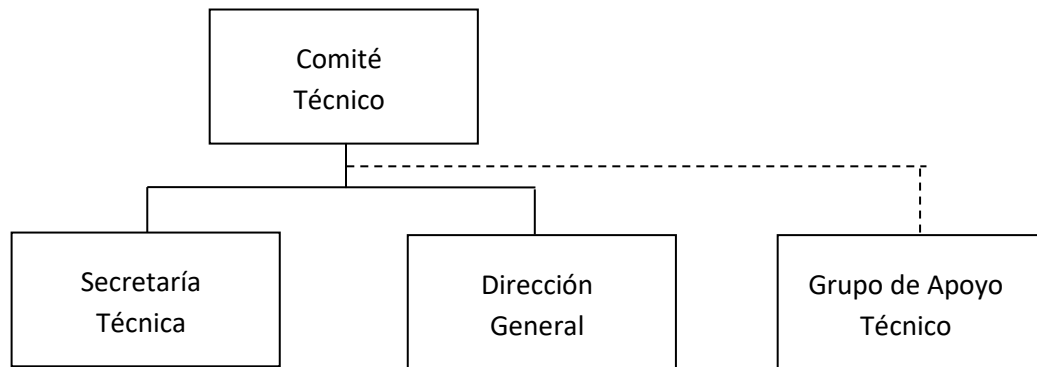 Comité
Técnico
Secretaría
Técnica
Dirección
General
Grupo de Apoyo
Técnico